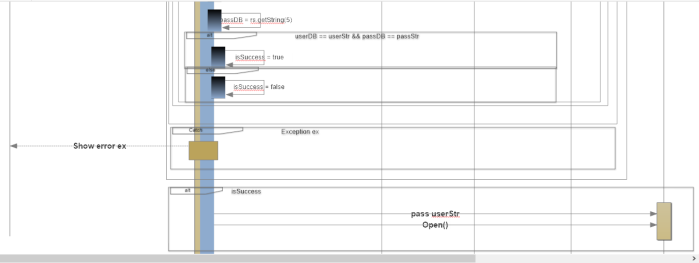 passDB = rs.getString(5)
alt
userDB == userStr && passDB == passStr
isSuccess = true
else
isSuccess = false
Catch
Exception ex
Show error ex
alt
isSuccess
pass userStr
Open()